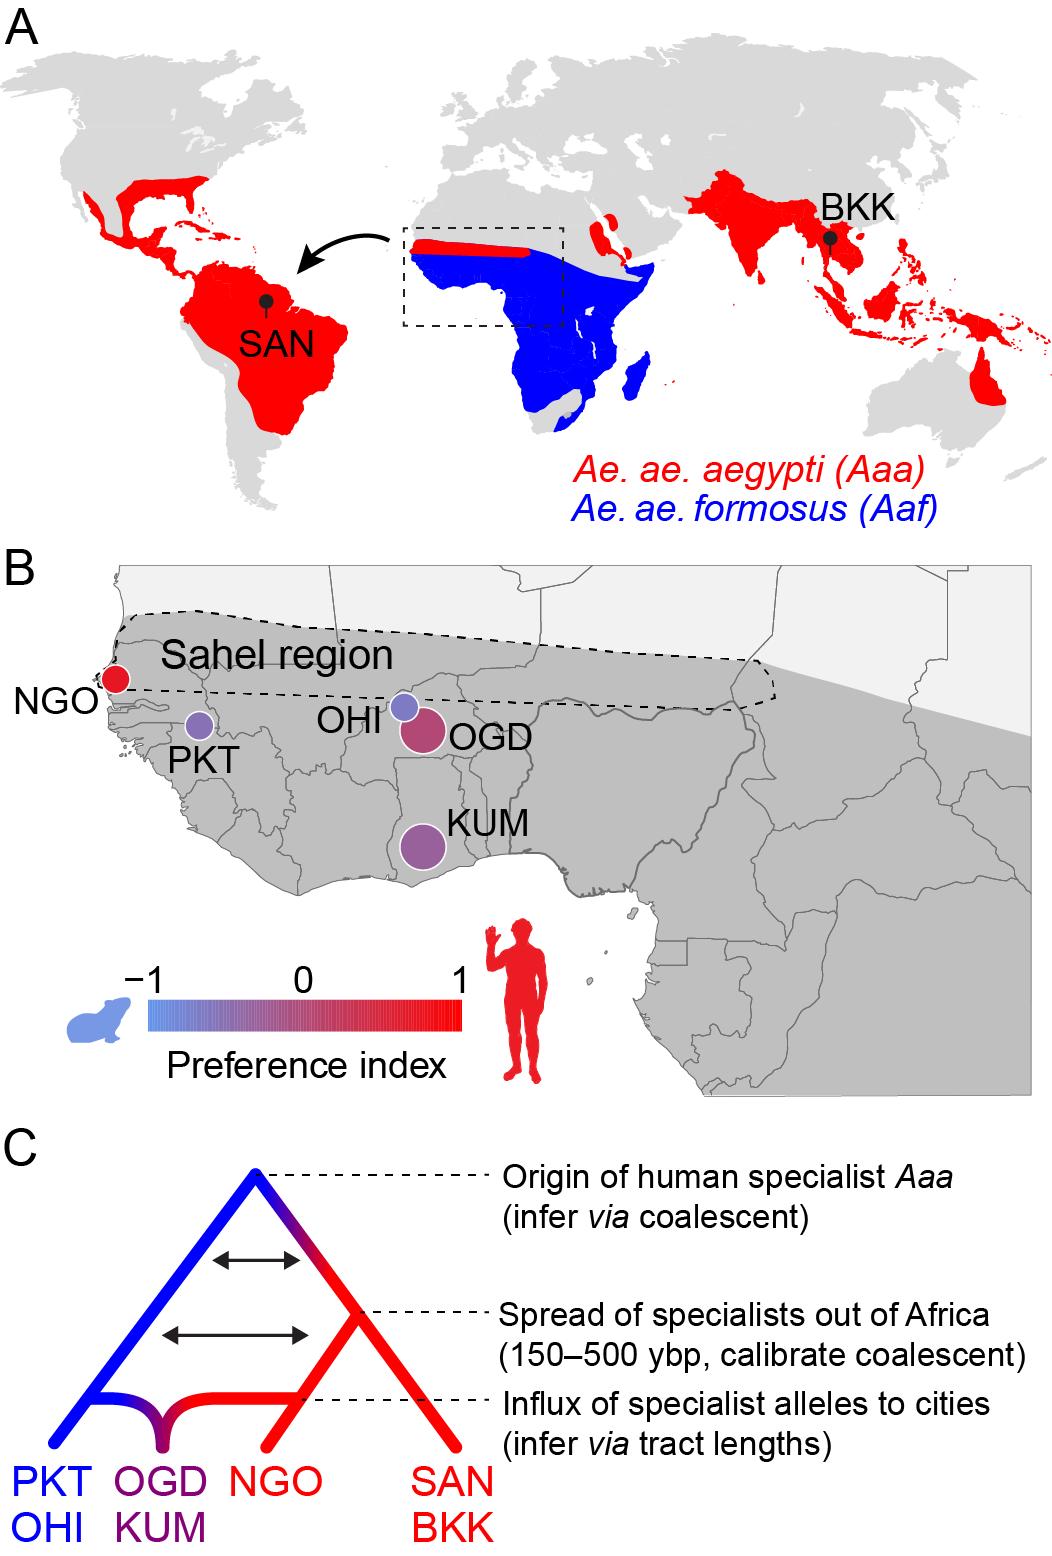 A
BKK
SAN
Ae. ae. aegypti (Aaa)
Ae. ae. formosus (Aaf)
B
Sahel region
NGO
OHI
OGD
PKT
KUM
−1 0 1
Preference index
C
Origin of human specialist Aaa
(infer via coalescent)
Spread of specialists out of Africa
(150–500 ybp, calibrate coalescent)
Influx of specialist alleles to cities
(infer via tract lengths)
PKT OGD NGO SAN
OHI KUM BKK